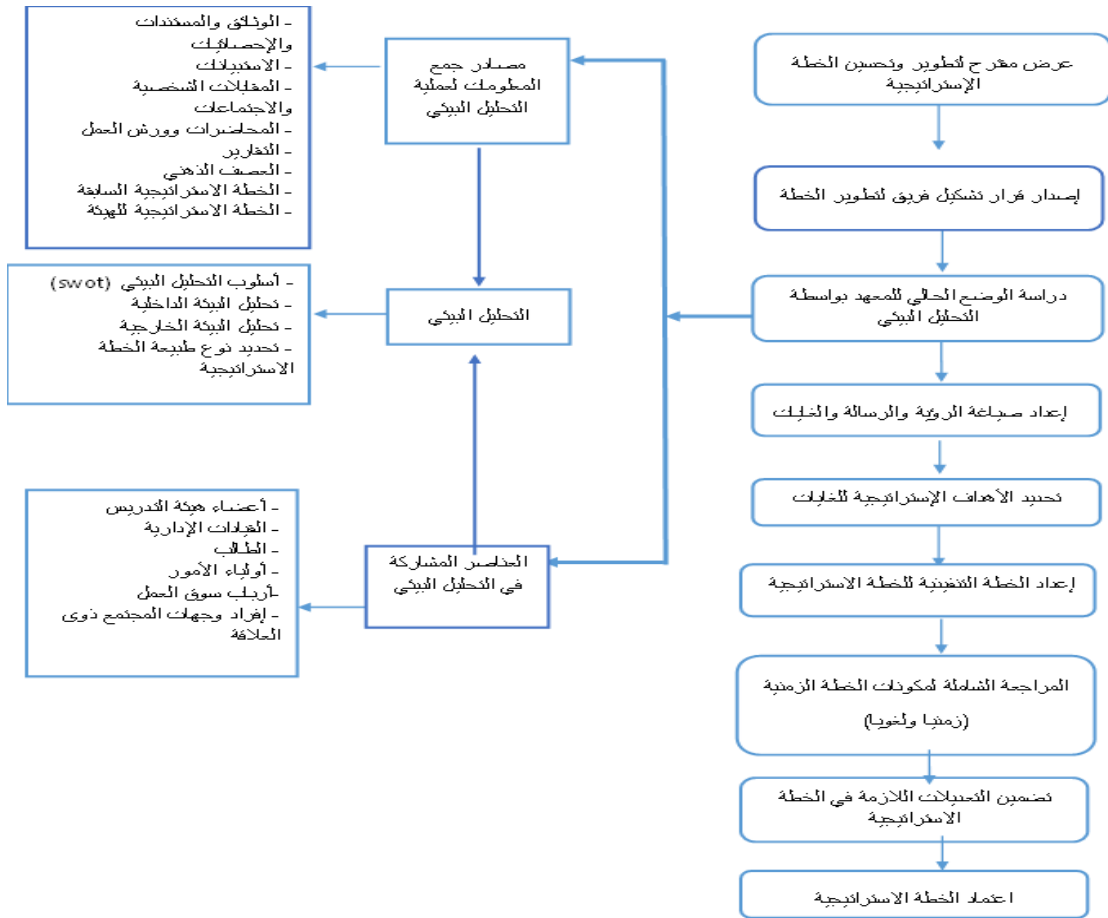 عرض مقترح لتطوير وتحسين الخطة
الإستراتيجية
إصدار قرار تشكيل فريق لتطوير الخطة
دراسة الوضع الحالي للمعهد بواسطة
التحليل البيئي
إعداد صياغة الرؤية والرسالة والغايات
تحديد الأهداف الإستراتيجية للغايات
إعداد الخطة التنفيذية للخطة الاستراتيجية
المراجعة الشاملة لمكونات الخطة الزمنية
(زمنيا ولغويا)
تضمين التعديلات اللازمة في الخطة
الاستراتيجية
اعتماد الخطة الاستراتيجية
مصادر جمع
المعلومات لعملية
التحليل البيئي
التحليل البيئي
العناصر المشاركة
في التحليل البيئي
- الوثائق والمستندات
والإحصائيات
- الاستبيانات
- المقابلات الشخصية
والاجتماعات
- المحاضرات وورش العمل
- التقارير
- العصف الذهني
- الخطة الاستراتيجية السابقة
- الخطة الاستراتيجية للهيئة
- أسلوب التحليل البيئي (swot)
- تحليل البيئة الداخلية
- تحليل البيئة الخارجية
- تحديد نوع طبيعة الخطة
الاستراتيجية
- أعضاء هيئة التدريس
- القيادات الإدارية
- الطالب
- أولياء الأمور
-أرباب سوق العمل
- إفراد وجهات المجتمع ذوى
العلاقة